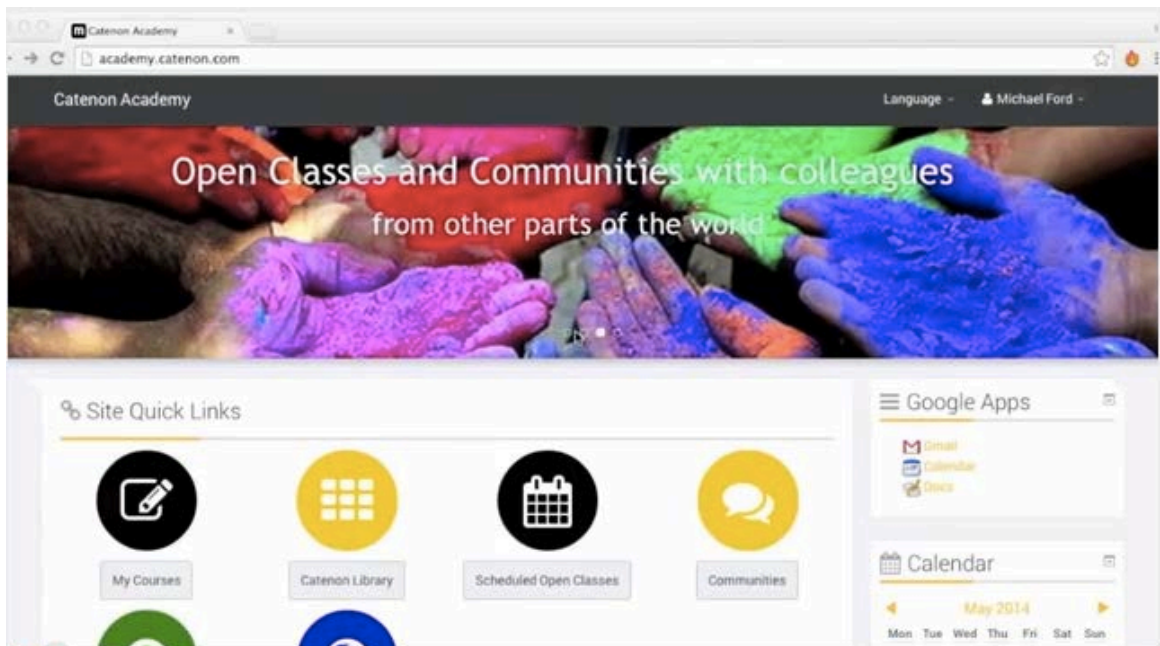 Catenon Academy
academy.catenon.com
Catenon Academy
Language
Michael Ford
Open Classes and Communities with colleagues
from other parts of the world
Site Quick Links
My Courses
Catenon Library
Scheduled Open Classes
Communities
Google Apps
Gmail
Calendar
Docs
Calendar
May 2014
Mon Tue Wed Thu Fri Sat Sun